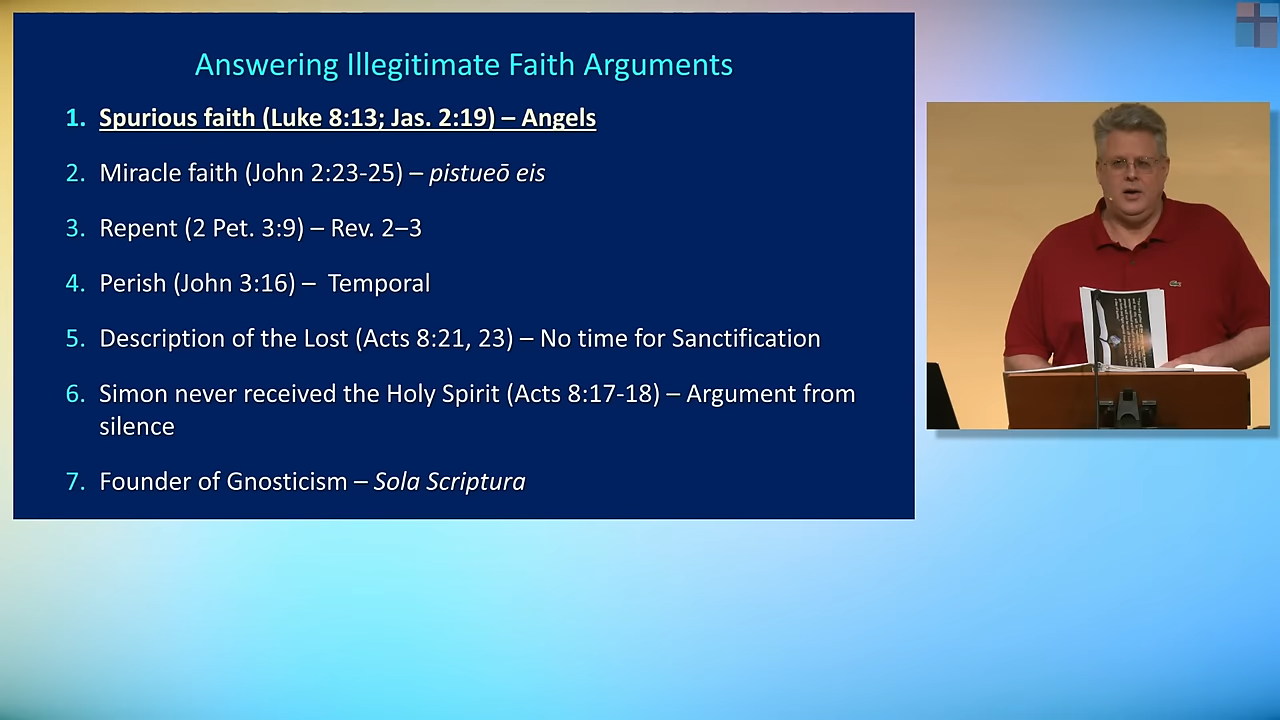 Answering Illegitimate Faith Arguments
1. Spurious faith (Luke 8:13; Jas. 2:19) – Angels
2. Miracle faith (John 2:23-25) – pistueō eis
3. Repent (2 Pet. 3:9) – Rev. 2–3
4. Perish (John 3:16) – Temporal
5. Description of the Lost (Acts 8:21, 23) – No time for Sanctification
6. Simon never received the Holy Spirit (Acts 8:17-18) – Argument from
silence
7. Founder of Gnosticism – Sola Scriptura